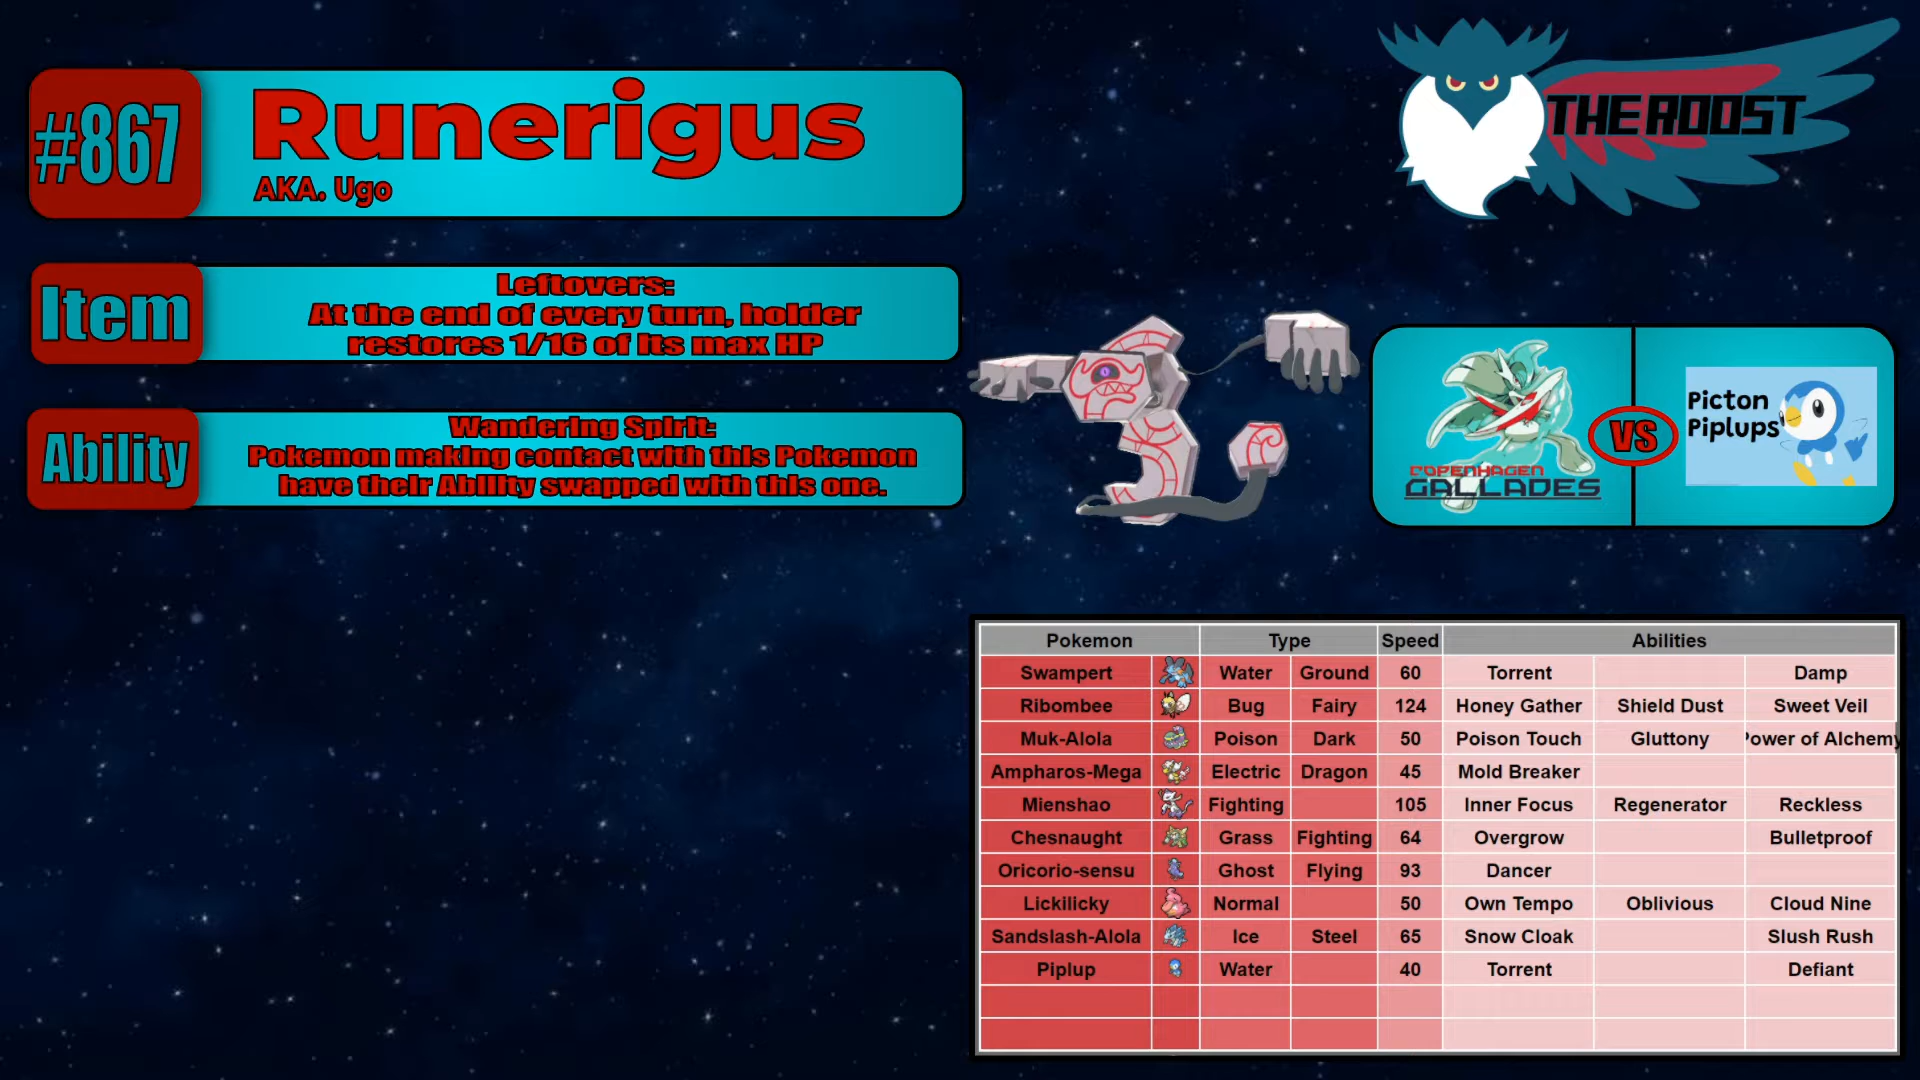 #867
Runerigus
AKA. Ugo
THE ROOST
Item
Leftovers:
At the end of every turn, holder
restores 1/16 of its max HP
Ability
Wandering Spirit:
Pokemon making contact with this Pokemon
have their Ability swapped with this one.
COPENHAGEN
GALLADES
VS
Picton
Piplups
Pokemon Type Speed Abilities
Swampert Water Ground 60 Torrent Damp
Ribombee Bug Fairy 124 Honey Gather Shield Dust Sweet Veil
Muk-Alola Poison Dark 50 Poison Touch Gluttony Power of Alchemy
Ampharos-Mega Electric Dragon 45 Mold Breaker
Mienshao Fighting 105 Inner Focus Regenerator Reckless
Chesnaught Grass Fighting 64 Overgrow Bulletproof
Oricorio-sensu Ghost Flying 93 Dancer
Lickilicky Normal 50 Own Tempo Oblivious Cloud Nine
Sandslash-Alola Ice Steel 65 Snow Cloak Slush Rush
Piplup Water 40 Torrent Defiant